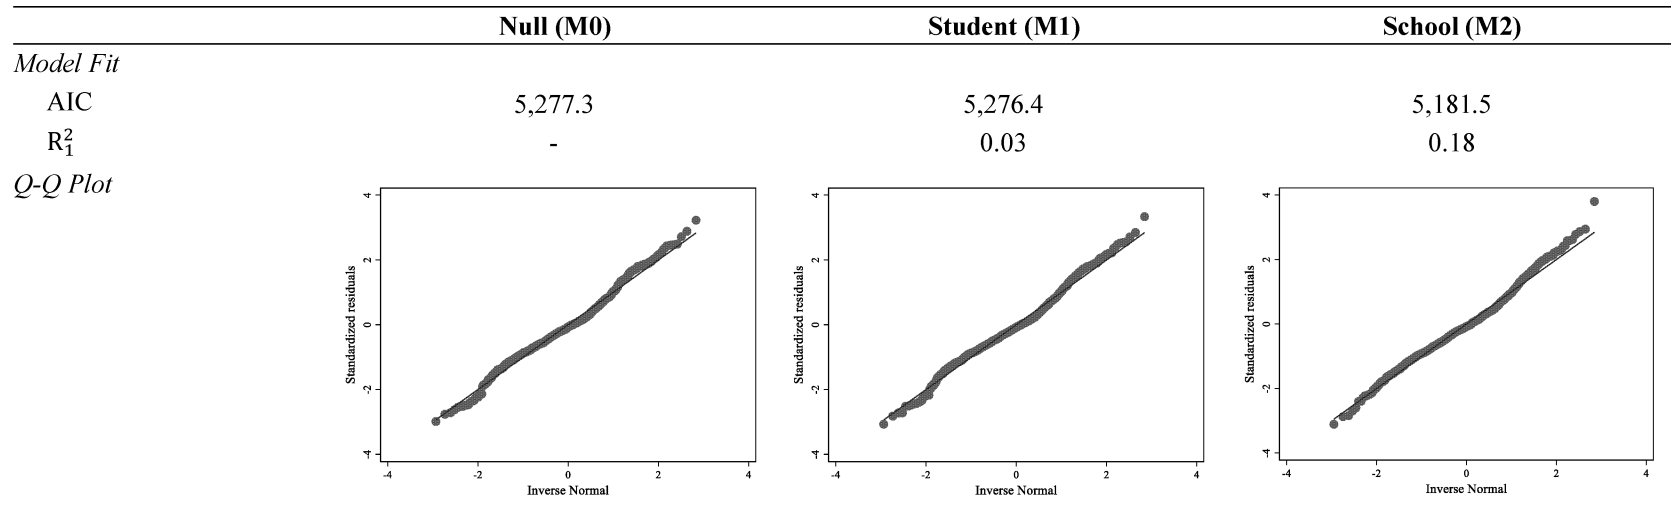 Null (M0) Student (M1) School (M2)
Model Fit
AIC 5,277.3 5,276.4 5,181.5
R²₁ - 0.03 0.18
Q-Q Plot
Standardized residuals
4
2
0
-2
-4
-4 -2 0 2 4
Inverse Normal
Standardized residuals
4
2
0
-2
-4
-4 -2 0 2 4
Inverse Normal
Standardized residuals
4
2
0
-2
-4
-4 -2 0 2 4
Inverse Normal